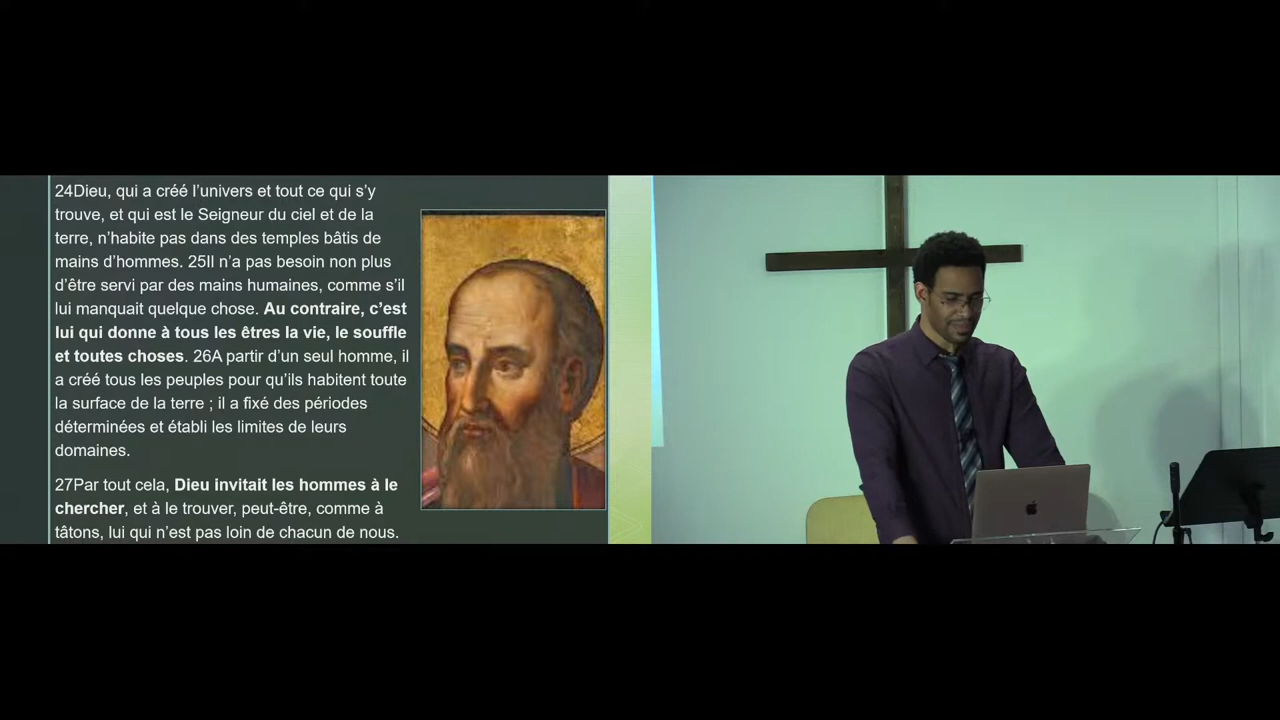 24Dieu, qui a créé l’univers et tout ce qui s’y
trouve, et qui est le Seigneur du ciel et de la
terre, n’habite pas dans des temples bâtis de
mains d’hommes. 25Il n’a pas besoin non plus
d’être servi par des mains humaines, comme s’il
lui manquait quelque chose. Au contraire, c’est
lui qui donne à tous les êtres la vie, le souffle
et toutes choses. 26A partir d’un seul homme, il
a créé tous les peuples pour qu’ils habitent toute
la surface de la terre ; il a fixé des périodes
déterminées et établi les limites de leurs
domaines.
27Par tout cela, Dieu invitait les hommes à le
chercher, et à le trouver, peut-être, comme à
tâtons, lui qui n’est pas loin de chacun de nous.